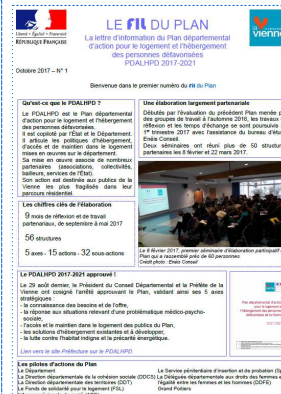 Liberté • Égalité • Fraternité
RÉPUBLIQUE FRANÇAISE
LE FIL DU PLAN
La lettre d'information du Plan départemental
d'action pour le logement et l'hébergement
des personnes défavorisées
PDALHPD 2017-2021
vienne
Octobre 2017 – N° 1
Bienvenue dans le premier numéro du fil du Plan
Qu'est-ce que le PDALHPD ?
Le PDALHPD est le Plan départemental
d'action pour le logement et l'hébergement
des personnes défavorisées.
Il est copiloté par l'État et le Département.
Il articule les politiques d'hébergement,
d'accès et de maintien dans le logement
mises en œuvre sur le département.
Sa mise en œuvre associe de nombreux
partenaires (associations, collectivités,
bailleurs, services de l'État).
Son action est destinée aux publics de la
Vienne les plus fragilisés dans leur
parcours résidentiel.
Une élaboration largement partenariale
Débutés par l'évaluation du précédent Plan menée
des groupes de travail à l'automne 2016, les travaux
réflexion et les temps d'échange se sont poursuivis
1er trimestre 2017 avec l'assistance du bureau d'étu
Enéis Conseil.
Deux séminaires ont réuni plus de 50 structur
partenaires les 8 février et 22 mars 2017.
Les chiffres clés de l'élaboration
9 mois de réflexion et de travail
partenariaux, de septembre à mai 2017
56 structures
5 axes - 15 actions - 32 sous-actions
Le 8 février 2017, premier séminaire d'élaboration participatif
Plan qui a rassemblé près de 60 personnes.
Crédit photo : Enéis Conseil
Le PDALHPD 2017-2021 approuvé !
Le 29 août dernier, le Président du Conseil Départemental et la Préfète de la
Vienne ont cosigné l'arrêté approuvant le Plan, validant ainsi ses 5 axes
stratégiques :
- la connaissance des besoins et de l'offre,
- la réponse aux situations relevant d'une problématique médico-psycho-
sociale,
- l'accès et le maintien dans le logement des publics du Plan,
- les solutions d'hébergement existantes et à développer,
- la lutte contre l'habitat indigne et la précarité énergétique.
Lien vers le site Préfecture sur le PDALHPD
Les pilotes d'actions du Plan
Le Département
La Direction départementale de la cohésion sociale (DDCS)
La Direction départementale des territoires (DDT)
Le Fonds de solidarité pour le logement (FSL)
Le Service pénitentiaire d'insertion et de probation (S
La Déléguée départementale aux droits des femmes
l'égalité entre les femmes et les hommes (DDFE)
Grand Poitiers